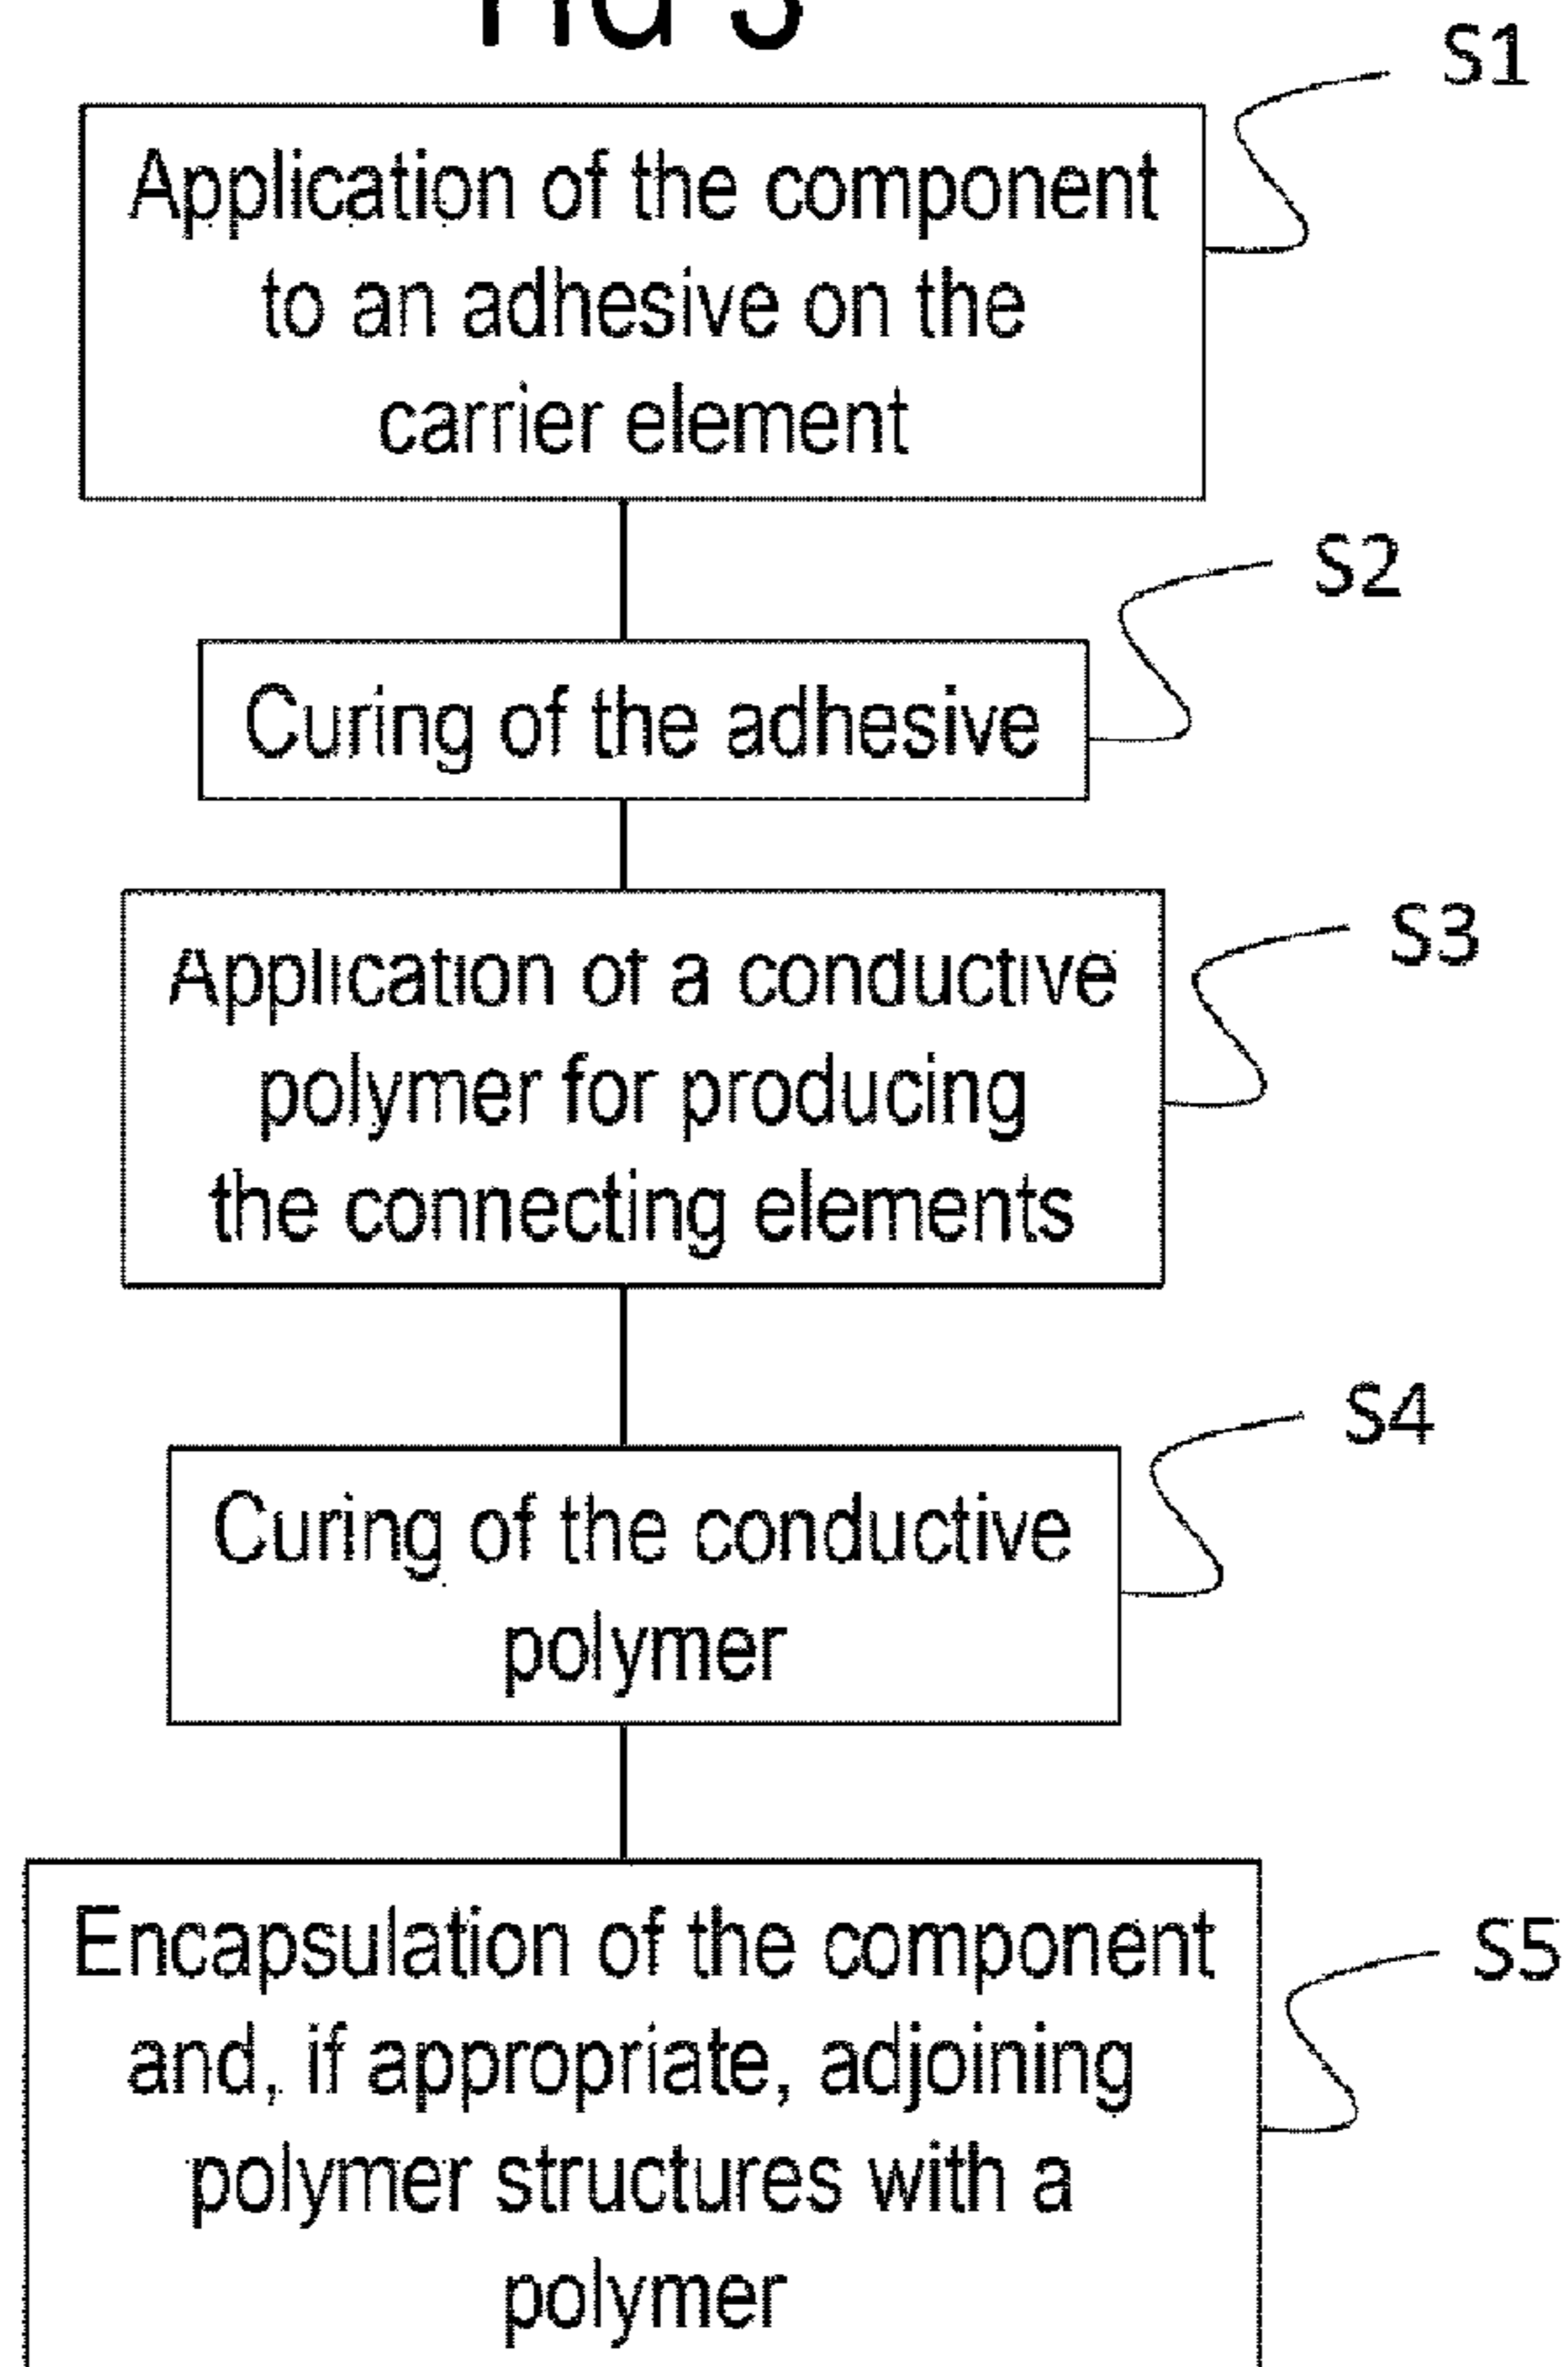 FIG 3
S1
Application of the component
to an adhesive on the
carrier element
S2
Curing of the adhesive
S3
Application of a conductive
polymer for producing
the connecting elements
S4
Curing of the conductive
polymer
S5
Encapsulation of the component
and, if appropriate, adjoining
polymer structures with a
polymer